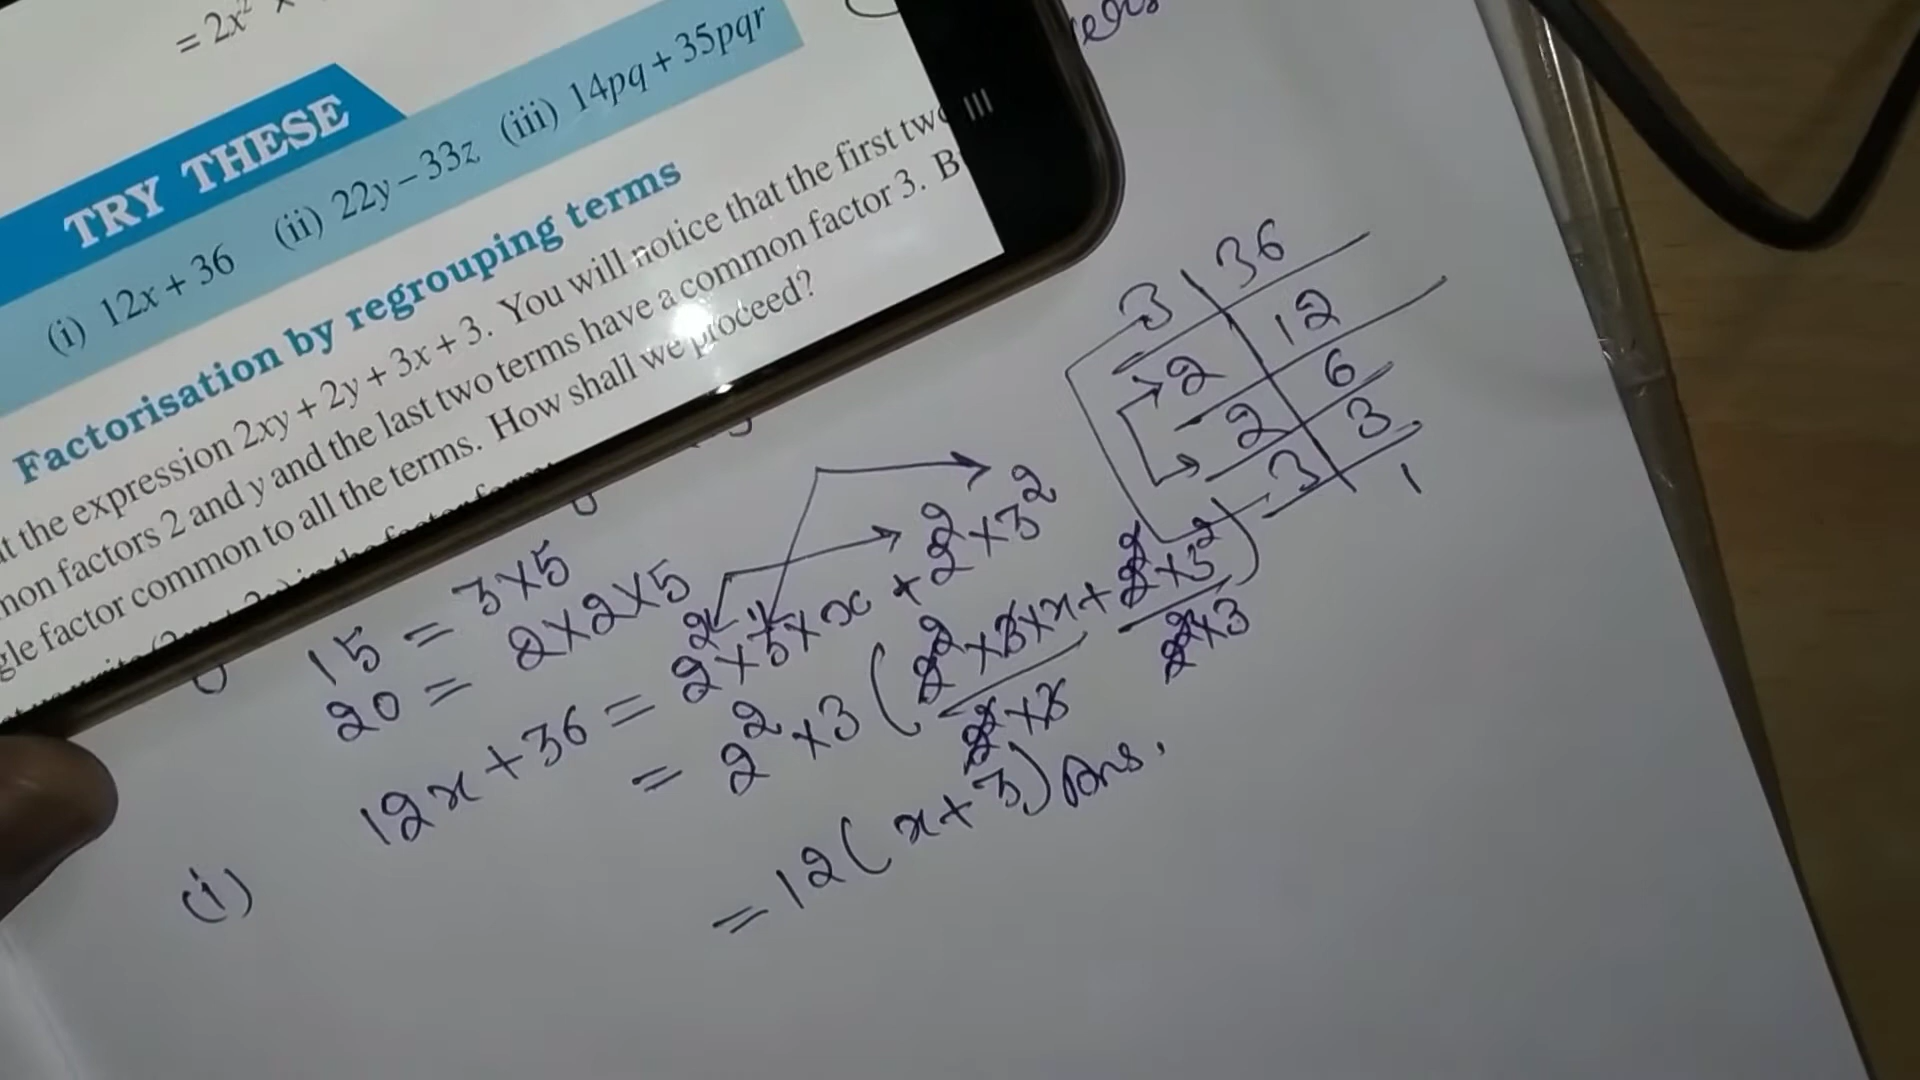 = 2x²
TRY THESE
(i) 12x + 36 (ii) 22y – 33z (iii) 14pq + 35pqr
Factorisation by regrouping terms
the expression 2xy + 2y + 3x + 3. You will notice that the first two
factors 2 and y and the last two terms have a common factor 3. B
factor common to all the terms. How shall we proceed?
3 | 36
2 | 12
2 | 6
3 | 3
1
15 = 3×5
20 = 2×2×5
(i) 12x + 36 = 2²×3×x + 2²×3²
= 2²×3 (2²×3×x/2²×3 + 2²×3²/2²×3)
= 12(x+3) Ans.